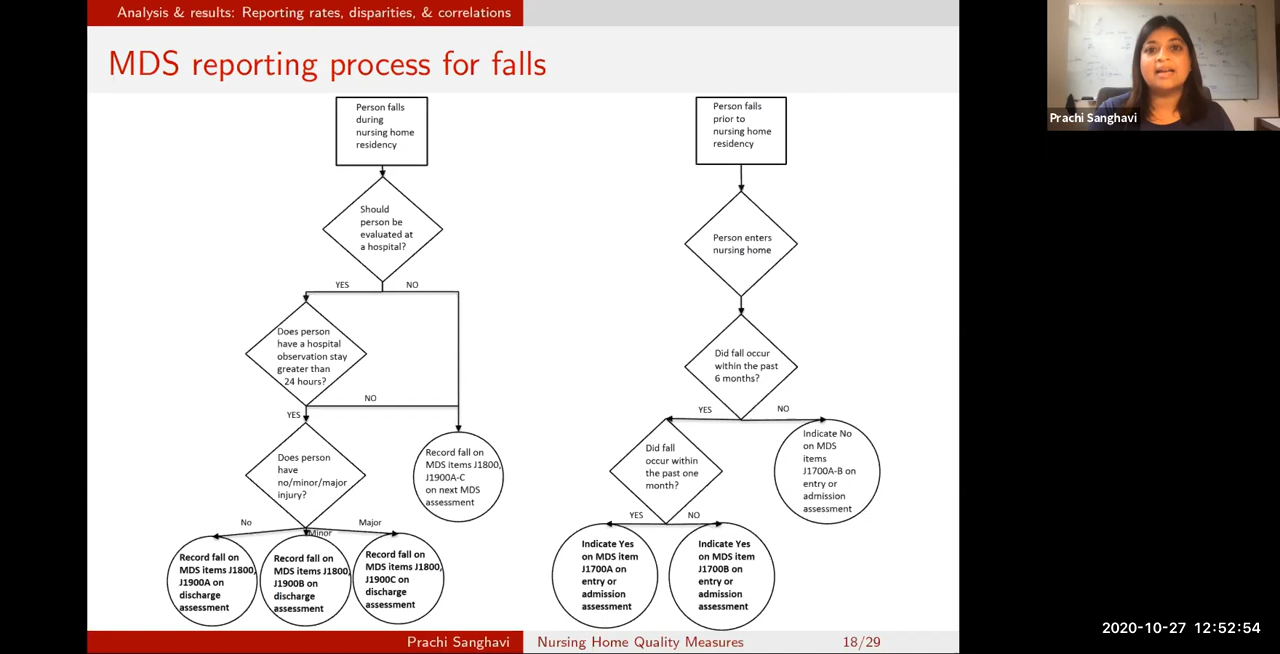 Analysis & results: Reporting rates, disparities, & correlations
MDS reporting process for falls
Person falls
during
nursing home
residency
Should
person be
evaluated at
a hospital?
YES
NO
Does person
have a hospital
observation stay
greater than
24 hours?
NO
YES
Does person
have
no/minor/major
injury?
Record fall on
MDS items J1800,
J1900A-C
on next MDS
assessment
No
Minor
Major
Record fall on
MDS items J1800,
J1900A on
discharge
assessment
Record fall on
MDS items J1800,
J1900B on
discharge
assessment
Record fall on
MDS items J1800,
J1900C on
discharge
assessment
Person falls
prior to
nursing home
residency
Person enters
nursing home
Did fall occur
within the past
6 months?
YES
NO
Did fall
occur within
the past one
month?
Indicate No
on MDS
items
J1700A-B on
entry or
admission
assessment
YES
NO
Indicate Yes
on MDS item
J1700A on
entry or
admission
assessment
Indicate Yes
on MDS item
J1700B on
entry or
admission
assessment
Prachi Sanghavi
Nursing Home Quality Measures
18/29
Prachi Sanghavi
2020-10-27 12:52:54